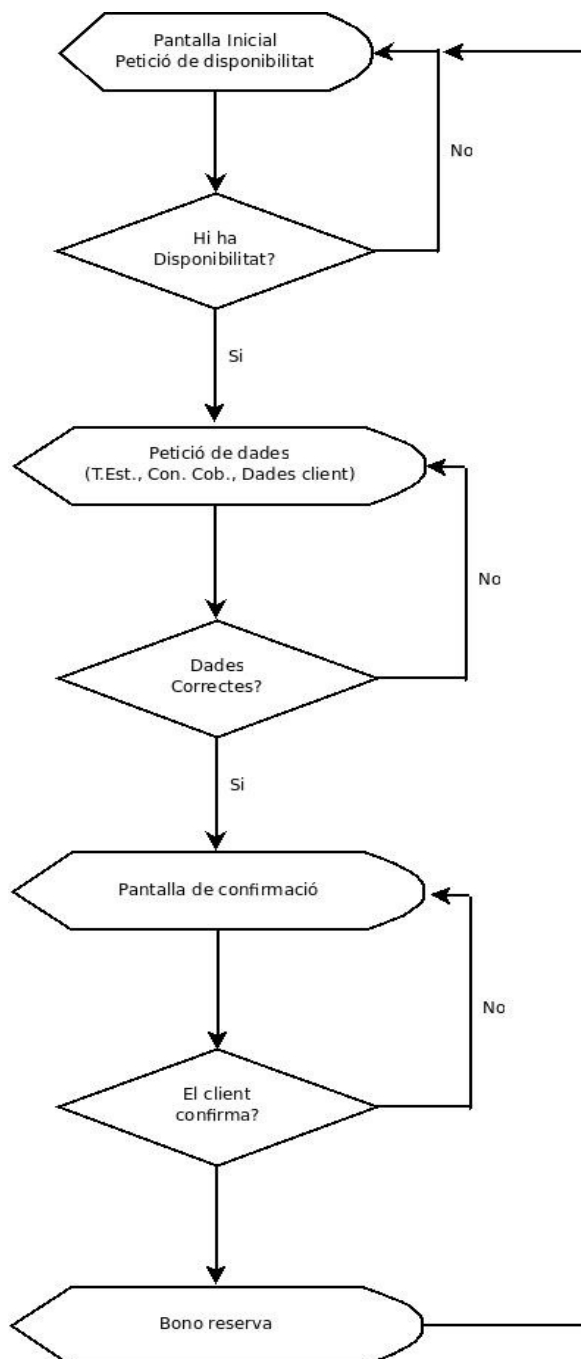 Pantalla Inicial
Petició de disponibilitat
No
Hi ha
Disponibilitat?
Si
Petició de dades
(T.Est., Con. Cob., Dades client)
No
Dades
Correctes?
Si
Pantalla de confirmació
No
El client
confirma?
Bono reserva